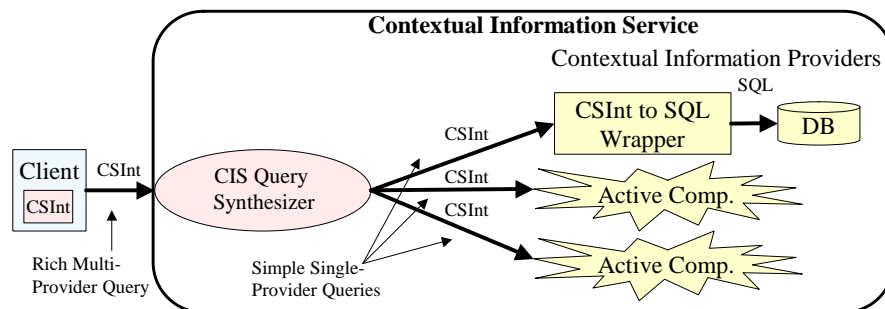 Contextual Information Service
Contextual Information Providers
SQL
CSInt to SQL
Wrapper
DB
CSInt
Client
CSInt
CSInt
CIS Query
Synthesizer
CSInt
Active Comp.
CSInt
Active Comp.
Rich Multi-
Provider Query
Simple Single-
Provider Queries